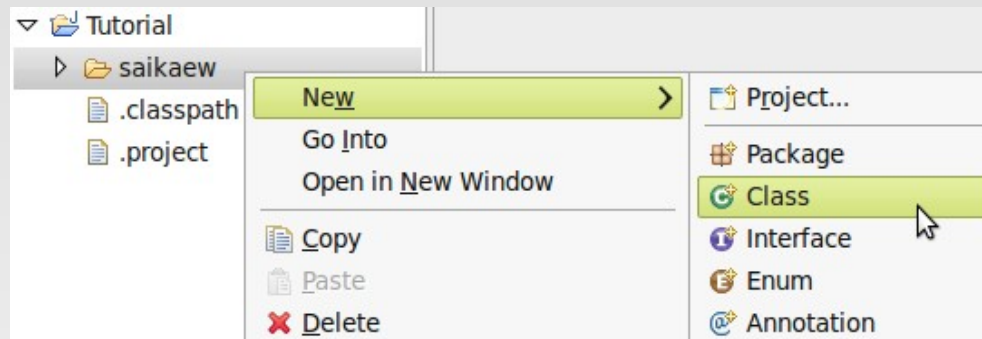 Tutorial
saikaew
.classpath
.project
New
Go Into
Open in New Window
Copy
Paste
Delete
Project...
Package
Class
Interface
Enum
Annotation